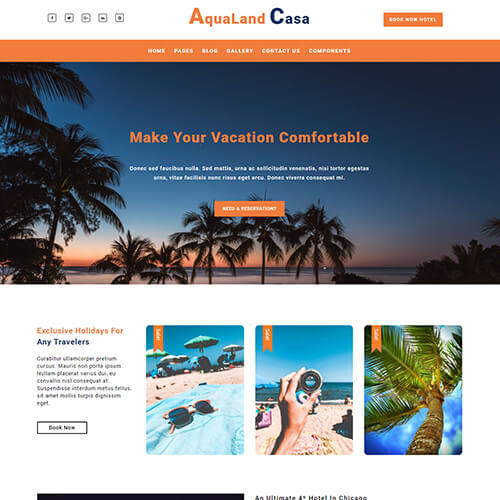 AquaLand Casa
BOOK NOW HOTEL
HOME PAGES BLOG GALLERY CONTACT US COMPONENTS
Make Your Vacation Comfortable
Donec sed faucibus nulla. Sed mattis, urna ac sollicitudin venenatis, nisi tortor egestas
urna, vitae facilisis nunc risus eget arcu. Donec viverra consequat mi.
NEED A RESERVATION?
Exclusive Holidays For
Any Travelers
Curabitur ullamcorper pretium
cursus. Mauris non porta ipsum.
Nullam placerat varius dui, eu
convallis nisl consequat at.
Suspendisse interdum metus tellus,
sit amet mollis turpis dignissim
eget.
Book Now
Sale
Sale
Sale
An Ultimate 4* Hotel In Chicago